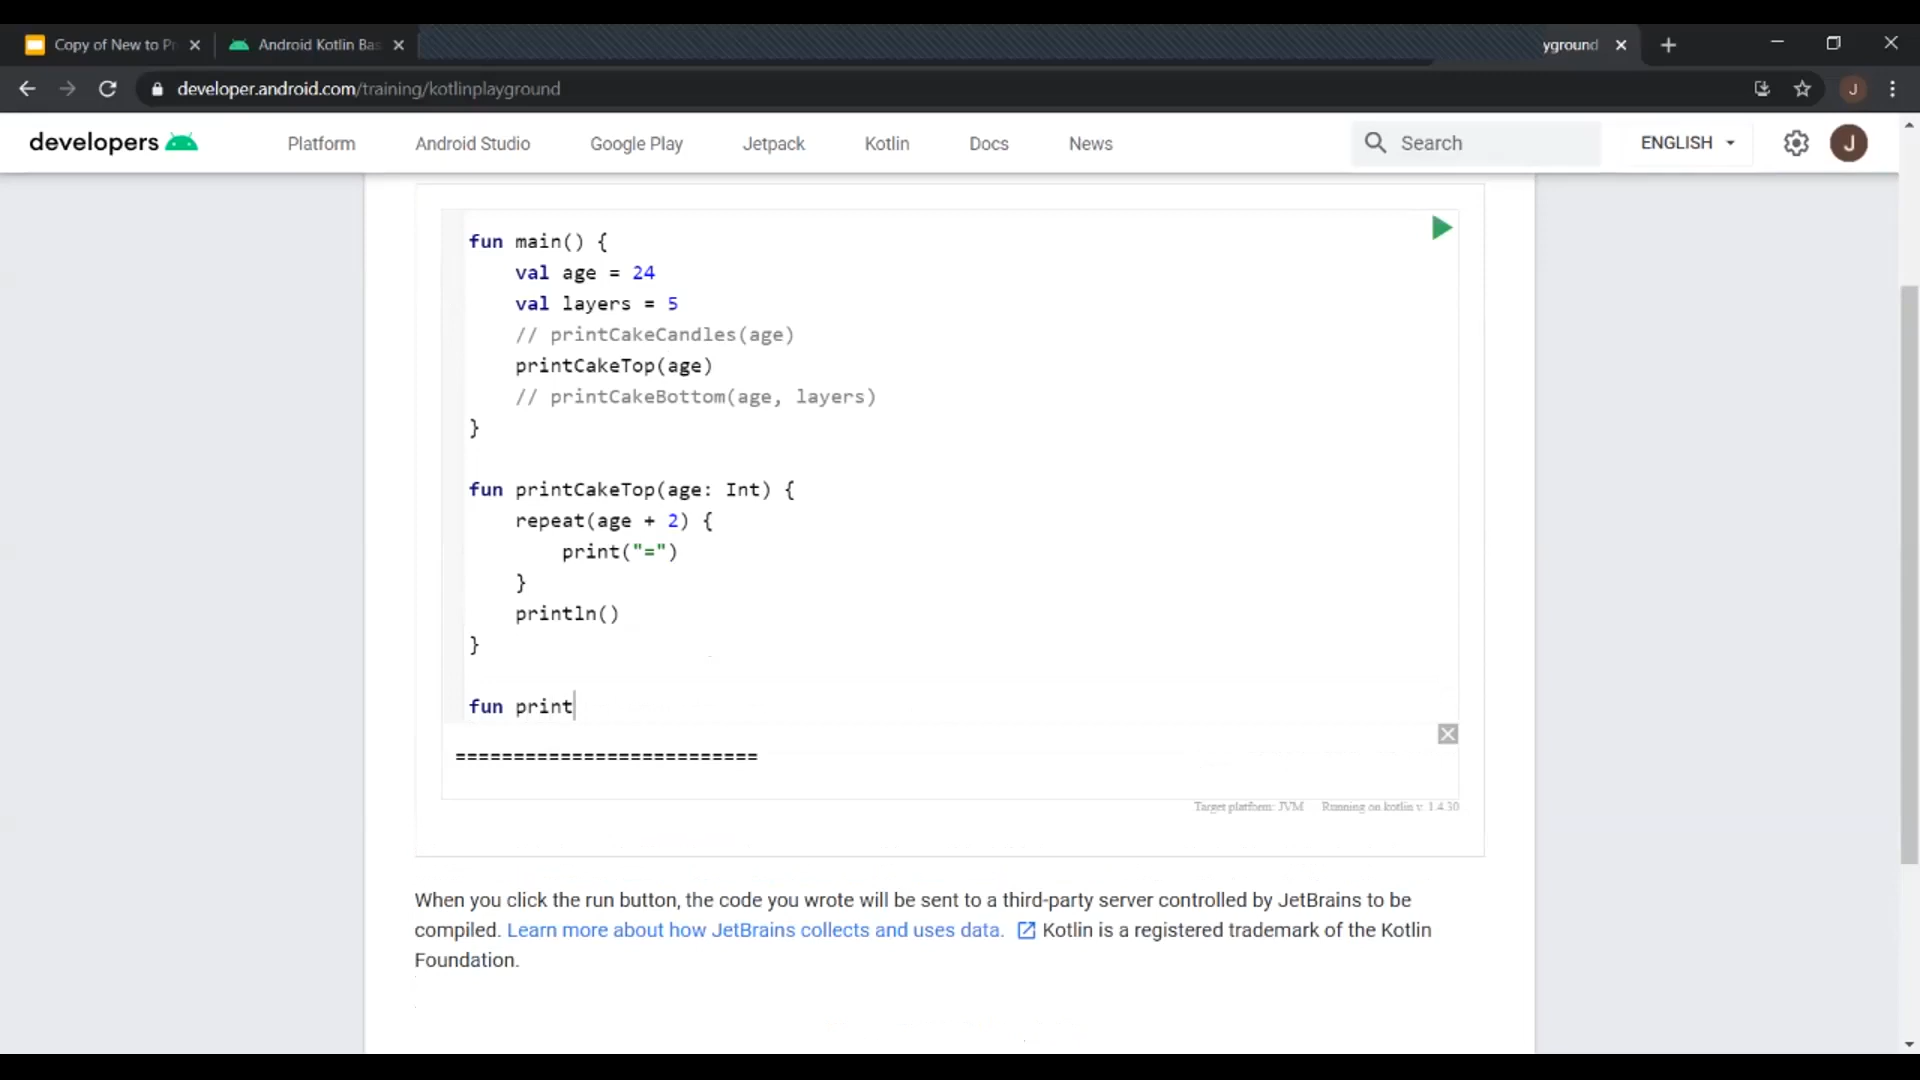 Copy of New to Pr
Android Kotlin Bas
yground
developer.android.com/training/kotlinplayground
J
developers
Platform
Android Studio
Google Play
Jetpack
Kotlin
Docs
News
Search
ENGLISH
J
fun main() {
    val age = 24
    val layers = 5
    // printCakeCandles(age)
    printCakeTop(age)
    // printCakeBottom(age, layers)
}
fun printCakeTop(age: Int) {
    repeat(age + 2) {
        print("=")
    }
    println()
}
fun print
==========================
Target platform: JVM Running on kotlin v. 1.4.30
When you click the run button, the code you wrote will be sent to a third-party server controlled by JetBrains to be
compiled. Learn more about how JetBrains collects and uses data. Kotlin is a registered trademark of the Kotlin
Foundation.